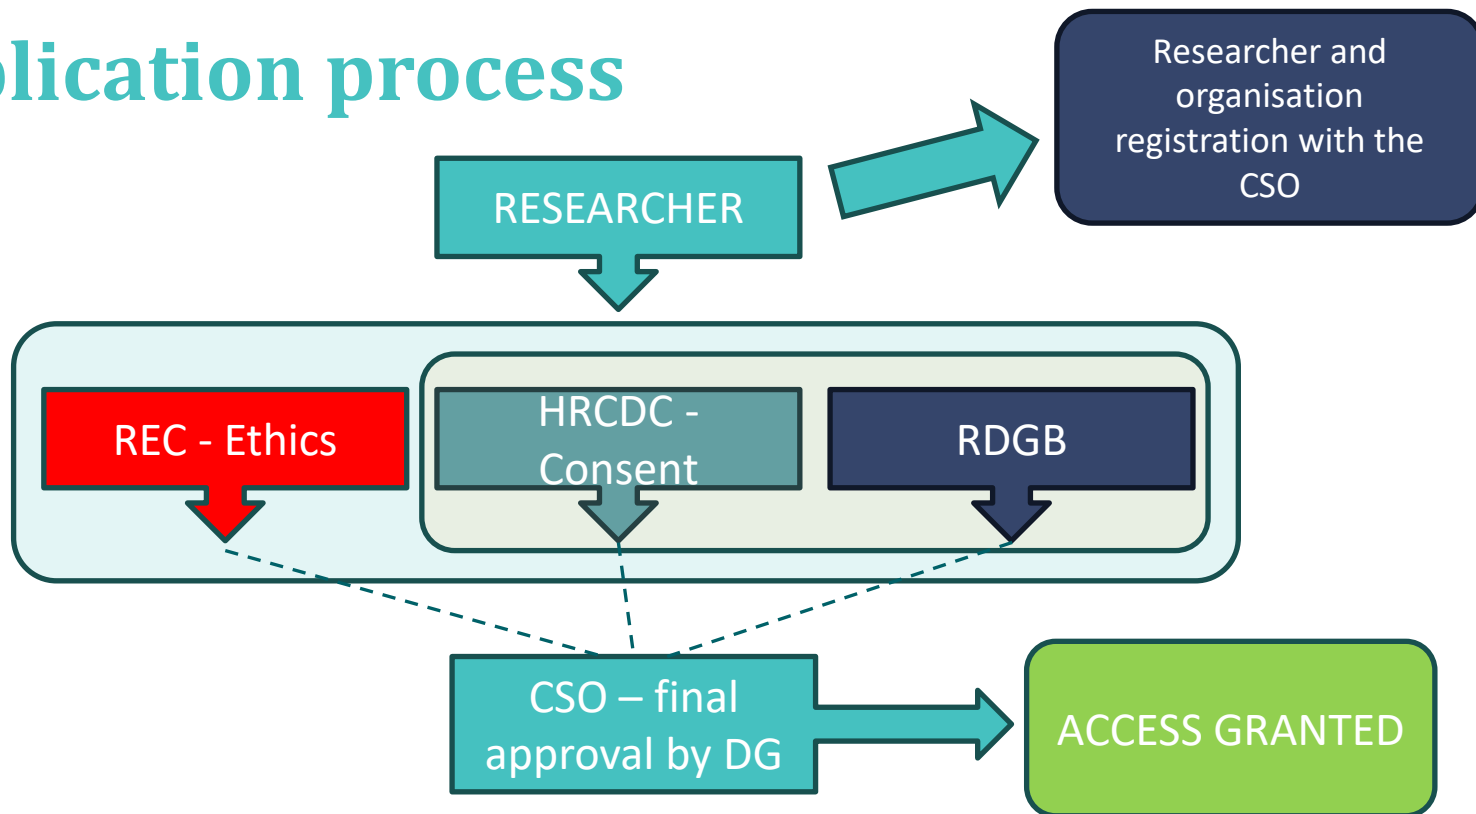 plication process
Researcher and
organisation
registration with the
CSO
RESEARCHER
REC - Ethics
HRCDC -
Consent
RDGB
CSO – final
approval by DG
ACCESS GRANTED